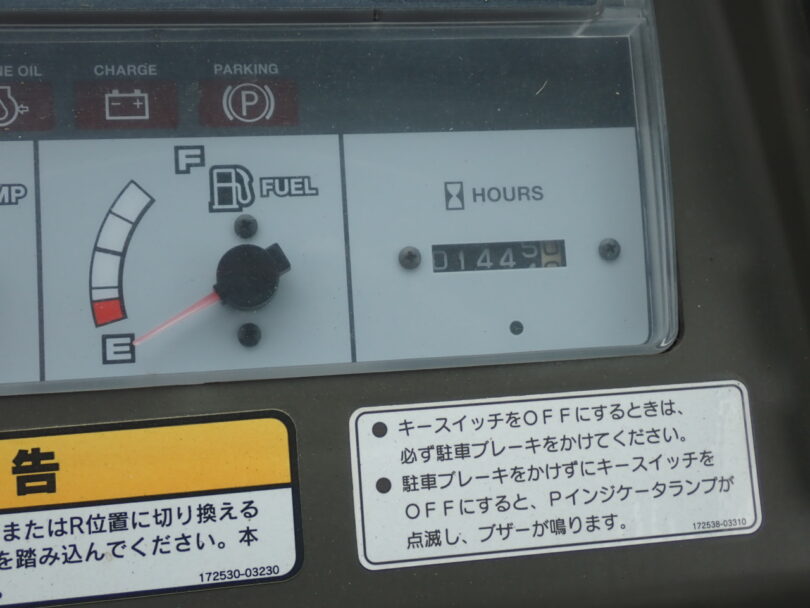 NE OIL
CHARGE
PARKING
P
MP
F
FUEL
E
HOURS
0144
告
またはR位置に切り換える
を踏み込んでください。本
172530-03230
● キースイッチをOFFにするときは、
必ず駐車ブレーキをかけてください。
● 駐車ブレーキをかけずにキースイッチを
OFFにすると、Pインジケータランプが
点滅し、ブザーが鳴ります。
172538-03310